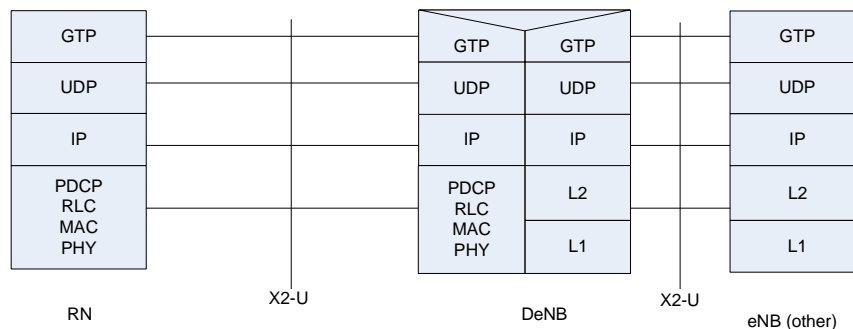 GTP
UDP
IP
PDCP
RLC
MAC
PHY
RN
X2-U
GTP
GTP
UDP
UDP
IP
IP
PDCP
RLC
MAC
PHY
L2
L1
DeNB
X2-U
GTP
UDP
IP
L2
L1
eNB (other)